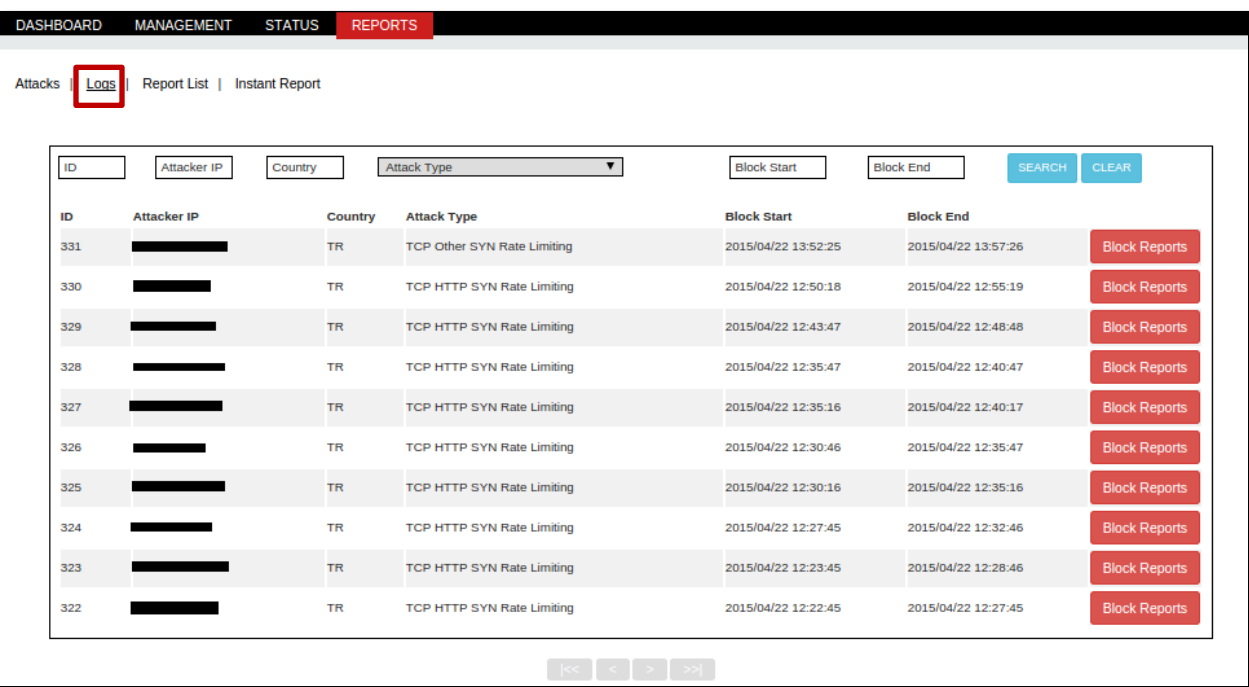 DASHBOARD MANAGEMENT STATUS REPORTS
Attacks | Logs | Report List | Instant Report
ID Attacker IP Country Attack Type ▼ Block Start Block End SEARCH CLEAR
ID Attacker IP Country Attack Type Block Start Block End
331 TR TCP Other SYN Rate Limiting 2015/04/22 13:52:25 2015/04/22 13:57:26 Block Reports
330 TR TCP HTTP SYN Rate Limiting 2015/04/22 12:50:18 2015/04/22 12:55:19 Block Reports
329 TR TCP HTTP SYN Rate Limiting 2015/04/22 12:43:47 2015/04/22 12:48:48 Block Reports
328 TR TCP HTTP SYN Rate Limiting 2015/04/22 12:35:47 2015/04/22 12:40:47 Block Reports
327 TR TCP HTTP SYN Rate Limiting 2015/04/22 12:35:16 2015/04/22 12:40:17 Block Reports
326 TR TCP HTTP SYN Rate Limiting 2015/04/22 12:30:46 2015/04/22 12:35:47 Block Reports
325 TR TCP HTTP SYN Rate Limiting 2015/04/22 12:30:16 2015/04/22 12:35:16 Block Reports
324 TR TCP HTTP SYN Rate Limiting 2015/04/22 12:27:45 2015/04/22 12:32:46 Block Reports
323 TR TCP HTTP SYN Rate Limiting 2015/04/22 12:23:45 2015/04/22 12:28:46 Block Reports
322 TR TCP HTTP SYN Rate Limiting 2015/04/22 12:22:45 2015/04/22 12:27:45 Block Reports
|<< < > >>|